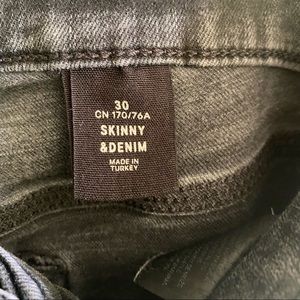 30
CN 170/76A
SKINNY
&DENIM
MADE IN
TURKEY